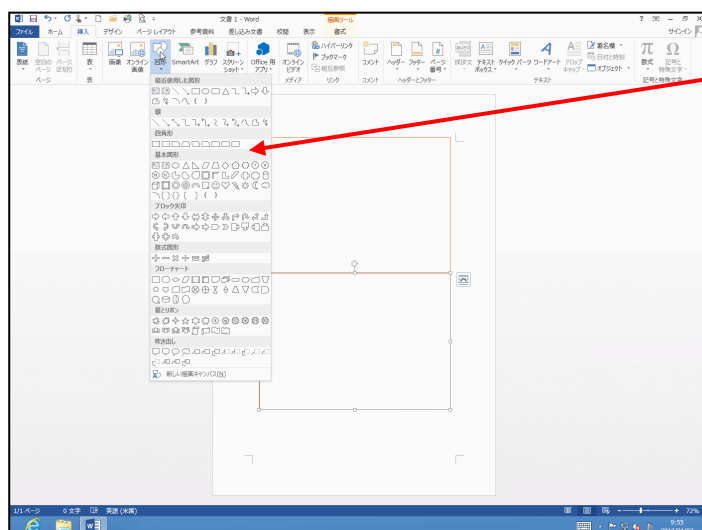 文書 1 - Word
描画ツール
ファイル ホーム 挿入 デザイン ページ レイアウト 参考資料 差し込み文書 校閲 表示 書式 サインイン
表紙 空白の ページ 表 画像 オンライン 図形 SmartArt グラフ スクリーン Office 用 オンライン ハイパーリンク コメント ヘッダー フッター ページ 挨拶文 テキスト クイック パーツ ワードアート ドロップ 署名欄 数式 記号と
ページ 区切り 画像 ショット アプリ ビデオ ブックマーク 番号 ボックス キャップ 日付と時刻 特殊文字
相互参照 オブジェクト
ページ 表 メディア リンク コメント ヘッダーとフッター テキスト 記号と特殊文字
最近使用した図形
線
四角形
基本図形
ブロック矢印
数式図形
フローチャート
星とリボン
吹き出し
新しい描画キャンバス(N)
1/1 ページ 0 文字 英語 (米国) 72%
9:55